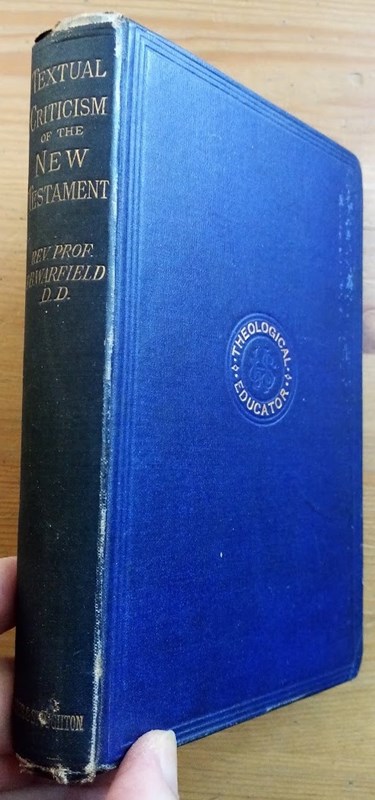 TEXTUAL
CRITICISM
OF THE
NEW
TESTAMENT
REV. PROF.
WARFIELD
D.D.
THEOLOGICAL
EDUCATOR